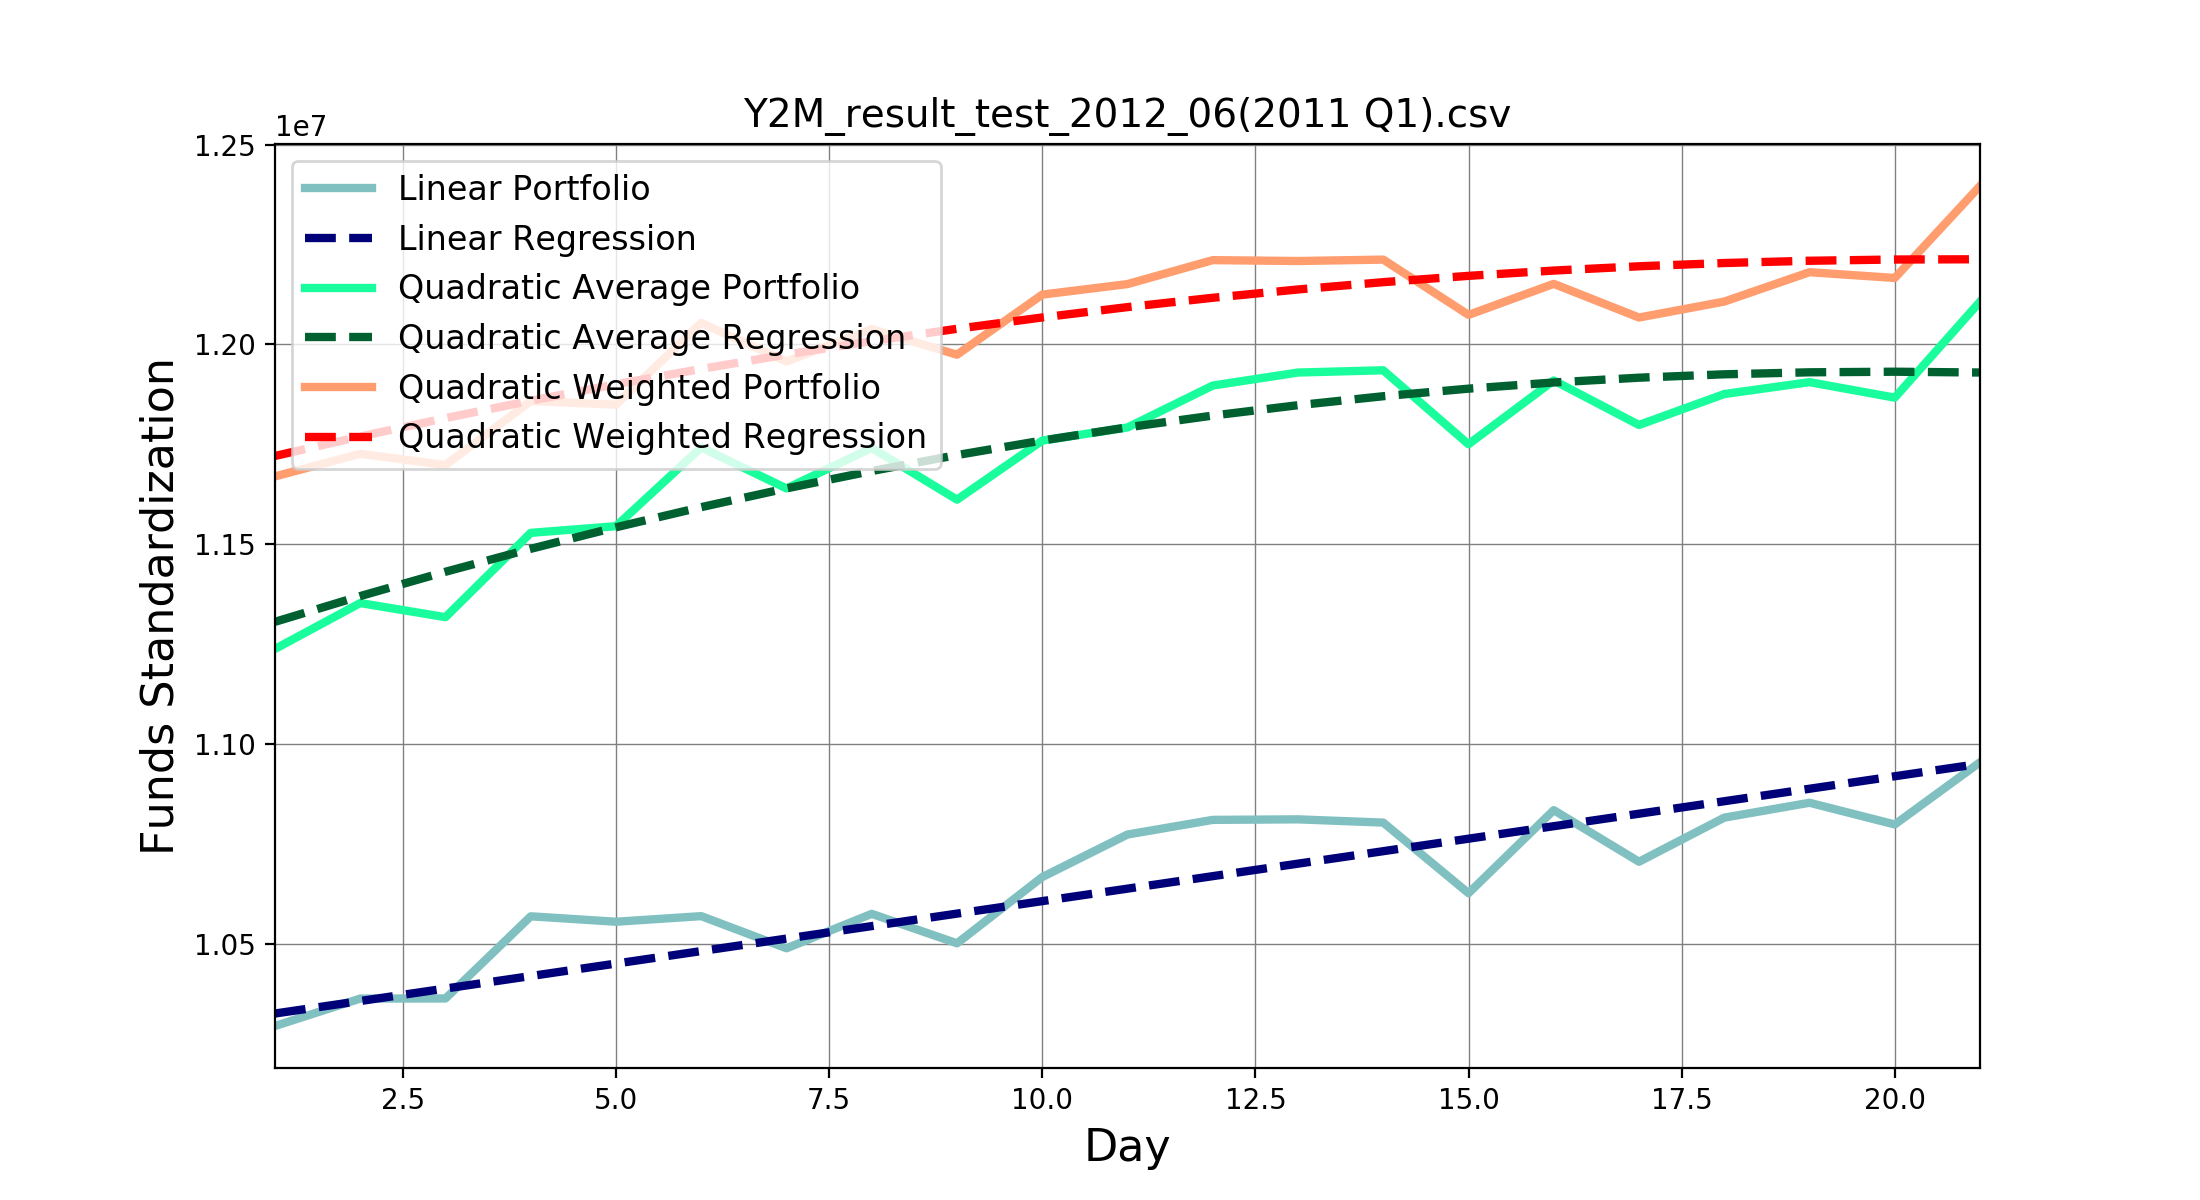 Y2M_result_test_2012_06(2011 Q1).csv
1e7
1.25
1.20
1.15
1.10
1.05
Funds Standardization
Linear Portfolio
Linear Regression
Quadratic Average Portfolio
Quadratic Average Regression
Quadratic Weighted Portfolio
Quadratic Weighted Regression
2.5 5.0 7.5 10.0 12.5 15.0 17.5 20.0
Day